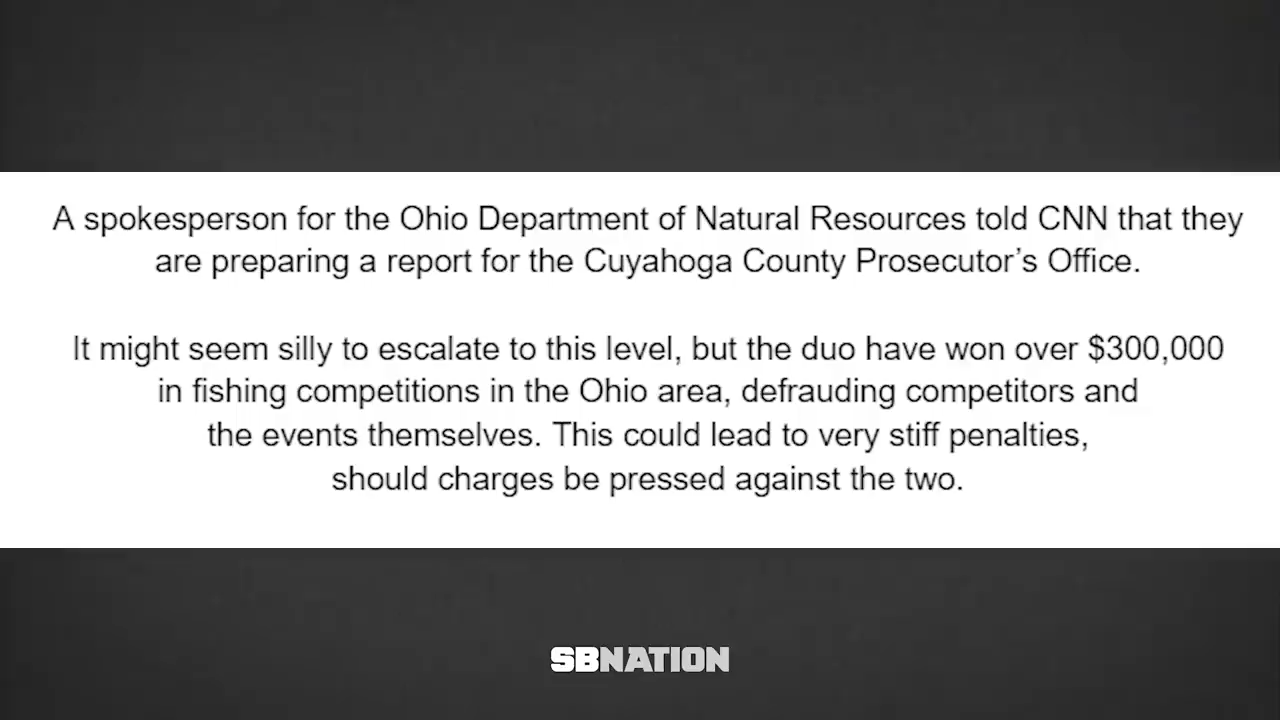 A spokesperson for the Ohio Department of Natural Resources told CNN that they
are preparing a report for the Cuyahoga County Prosecutor’s Office.
It might seem silly to escalate to this level, but the duo have won over $300,000
in fishing competitions in the Ohio area, defrauding competitors and
the events themselves. This could lead to very stiff penalties,
should charges be pressed against the two.
SBNATION